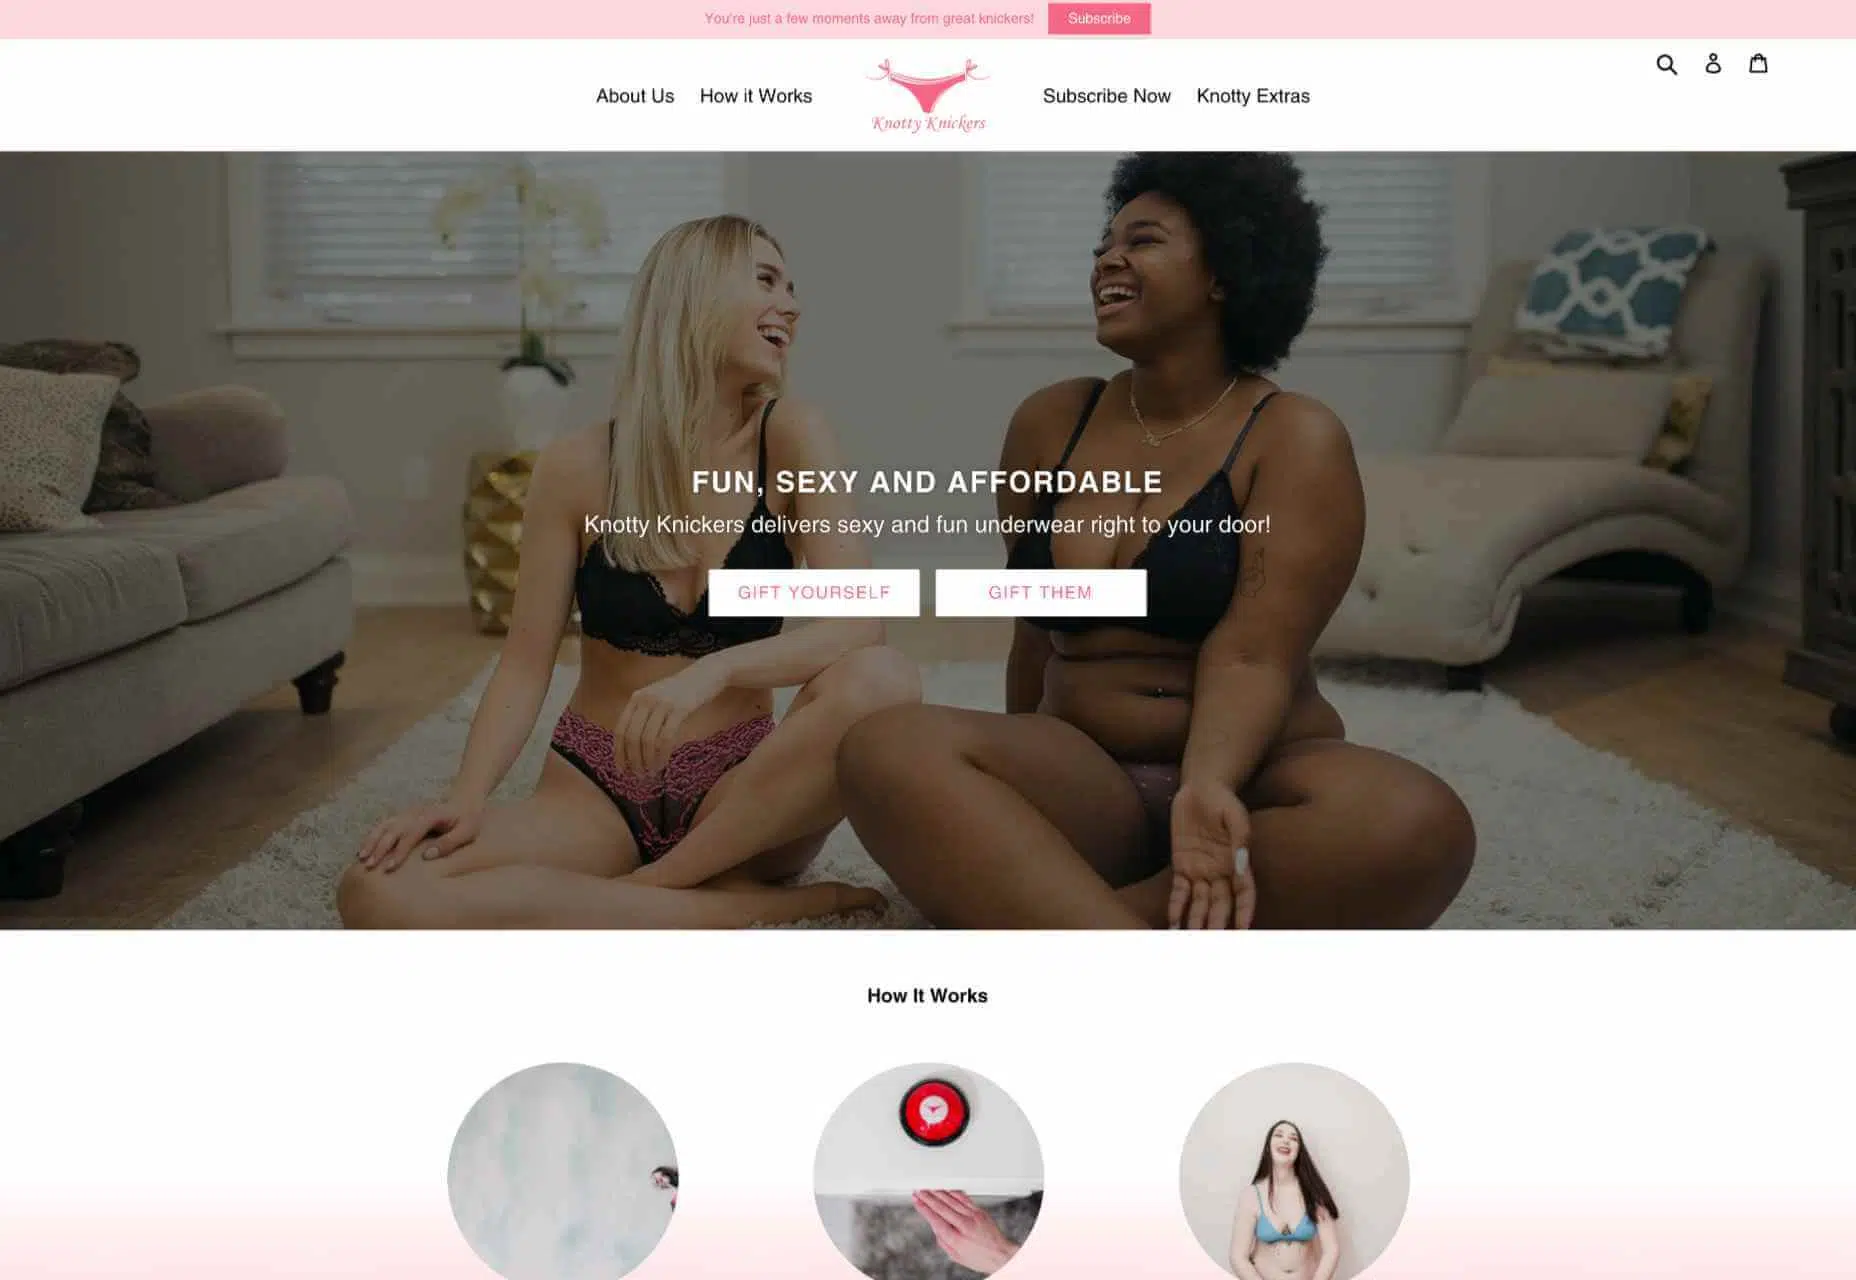 You're just a few moments away from great knickers! Subscribe
About Us How it Works Knotty Knickers Subscribe Now Knotty Extras
FUN, SEXY AND AFFORDABLE
Knotty Knickers delivers sexy and fun underwear right to your door!
GIFT YOURSELF GIFT THEM
How It Works